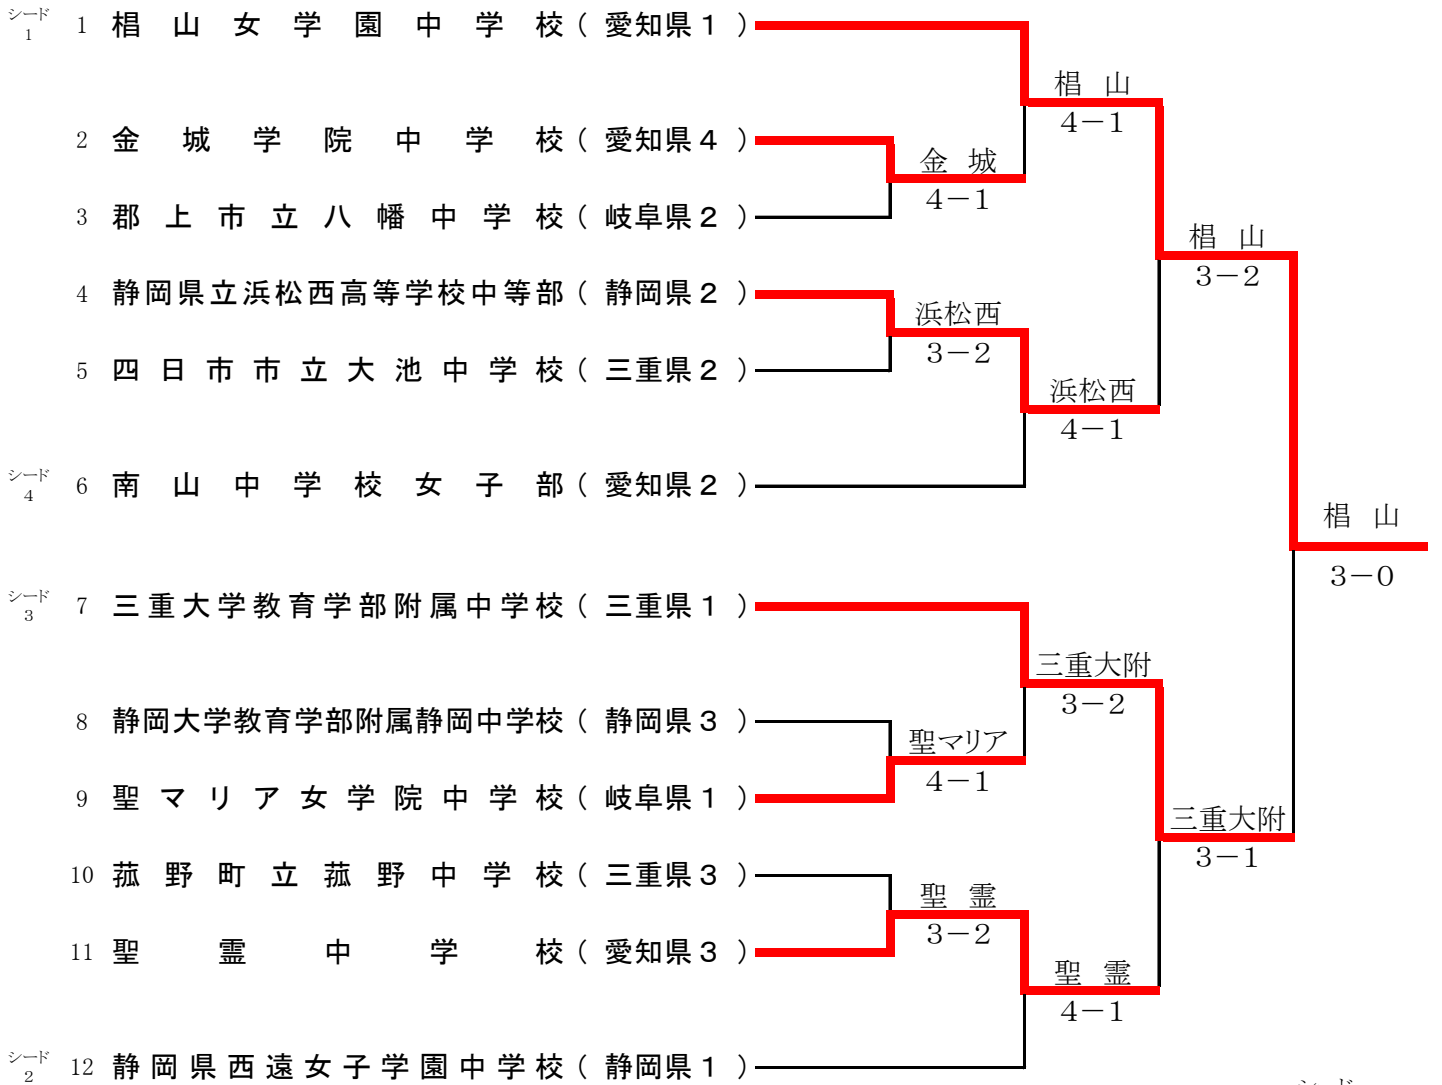 シード
1
1 椙山女学園中学校(愛知県1)
椙山
4－1
2 金城学院中学校(愛知県4)
金城
4－1
3 郡上市立八幡中学校(岐阜県2)
椙山
3－2
4 静岡県立浜松西高等学校中等部(静岡県2)
浜松西
3－2
5 四日市市立大池中学校(三重県2)
浜松西
4－1
シード
4
6 南山中学校女子部(愛知県2)
椙山
3－0
シード
3
7 三重大学教育学部附属中学校(三重県1)
三重大附
3－2
8 静岡大学教育学部附属静岡中学校(静岡県3)
聖マリア
4－1
9 聖マリア女学院中学校(岐阜県1)
三重大附
3－1
10 菰野町立菰野中学校(三重県3)
聖霊
3－2
11 聖霊中学校(愛知県3)
聖霊
4－1
シード
2
12 静岡県西遠女子学園中学校(静岡県1)